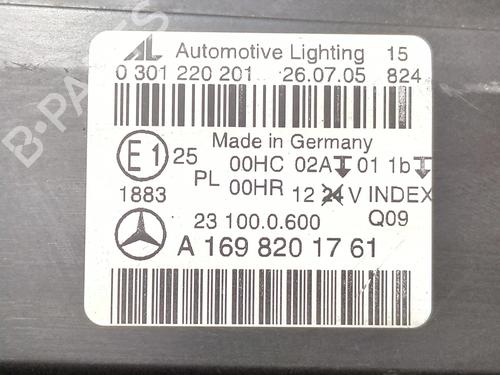 AL Automotive Lighting 15
0 301 220 201 26.07.05 824
Made in Germany
E1 25 00HC 02A 01 1b
PL 00HR 12 24 V INDEX
1883
23 100.0.600 Q09
A 169 820 17 61
B-PARTS